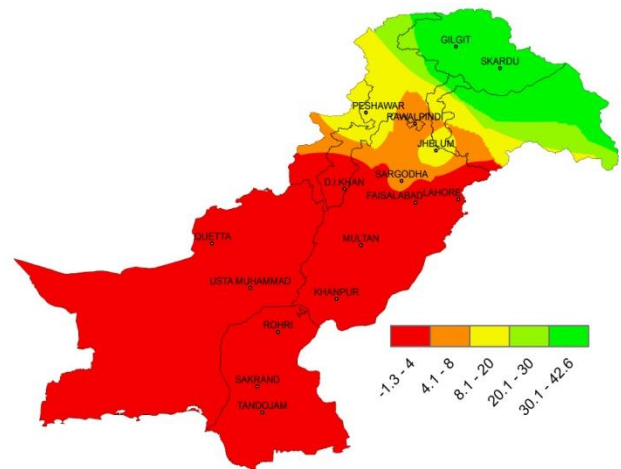 GILGIT
SKARDU
PESHAWAR
RAWALPINDI
JHELUM
SARGODHA
D.I.KHAN
FAISALABAD
LAHORE
QUETTA
MULTAN
USTA MUHAMMAD
KHANPUR
ROHRI
SAKRAND
TANDOJAM
-1.3 - 4
4.1 - 8
8.1 - 20
20.1 - 30
30.1 - 42.6